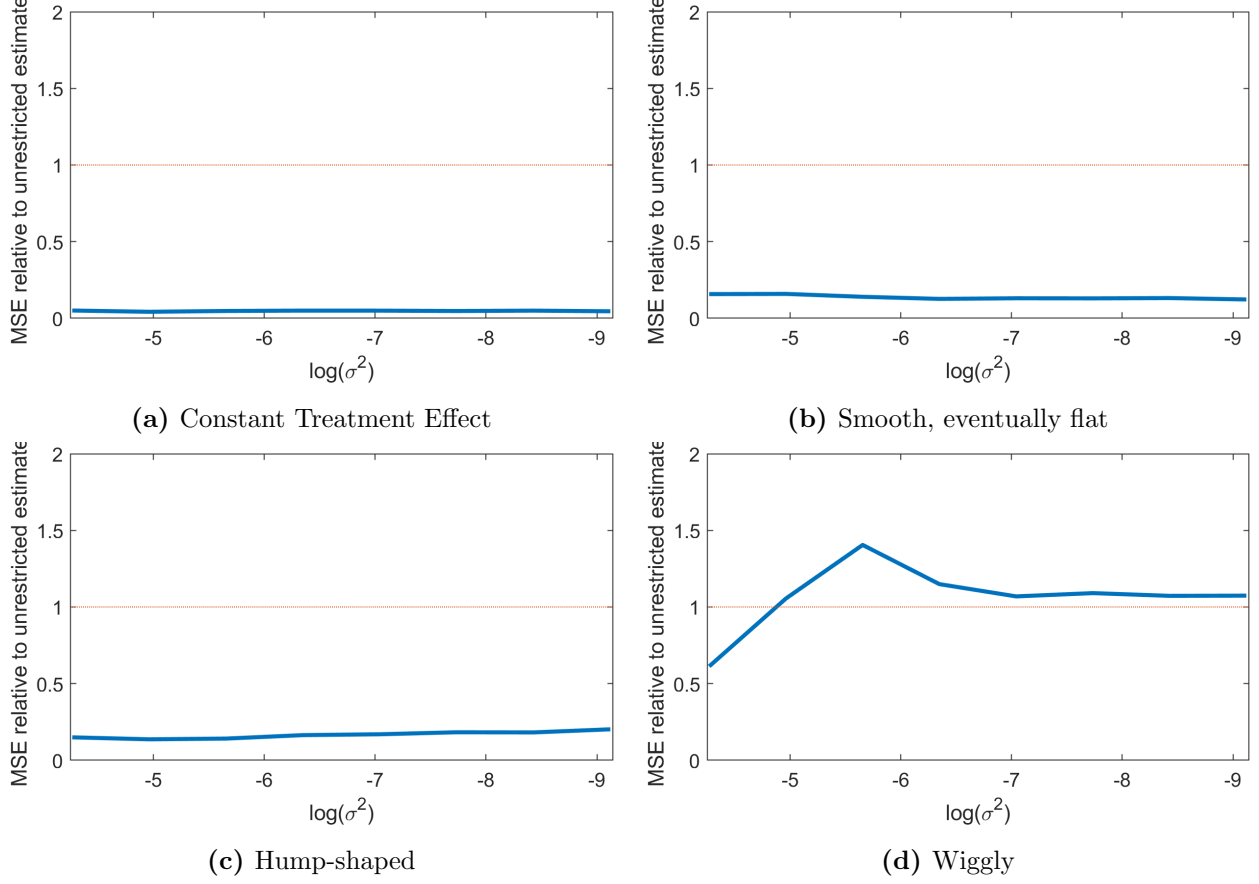 MSE relative to unrestricted estimate
2
1.5
1
0.5
0
-5 -6 -7 -8 -9
log(σ²)
(a) Constant Treatment Effect
MSE relative to unrestricted estimate
2
1.5
1
0.5
0
-5 -6 -7 -8 -9
log(σ²)
(b) Smooth, eventually flat
MSE relative to unrestricted estimate
2
1.5
1
0.5
0
-5 -6 -7 -8 -9
log(σ²)
(c) Hump-shaped
MSE relative to unrestricted estimate
2
1.5
1
0.5
0
-5 -6 -7 -8 -9
log(σ²)
(d) Wiggly